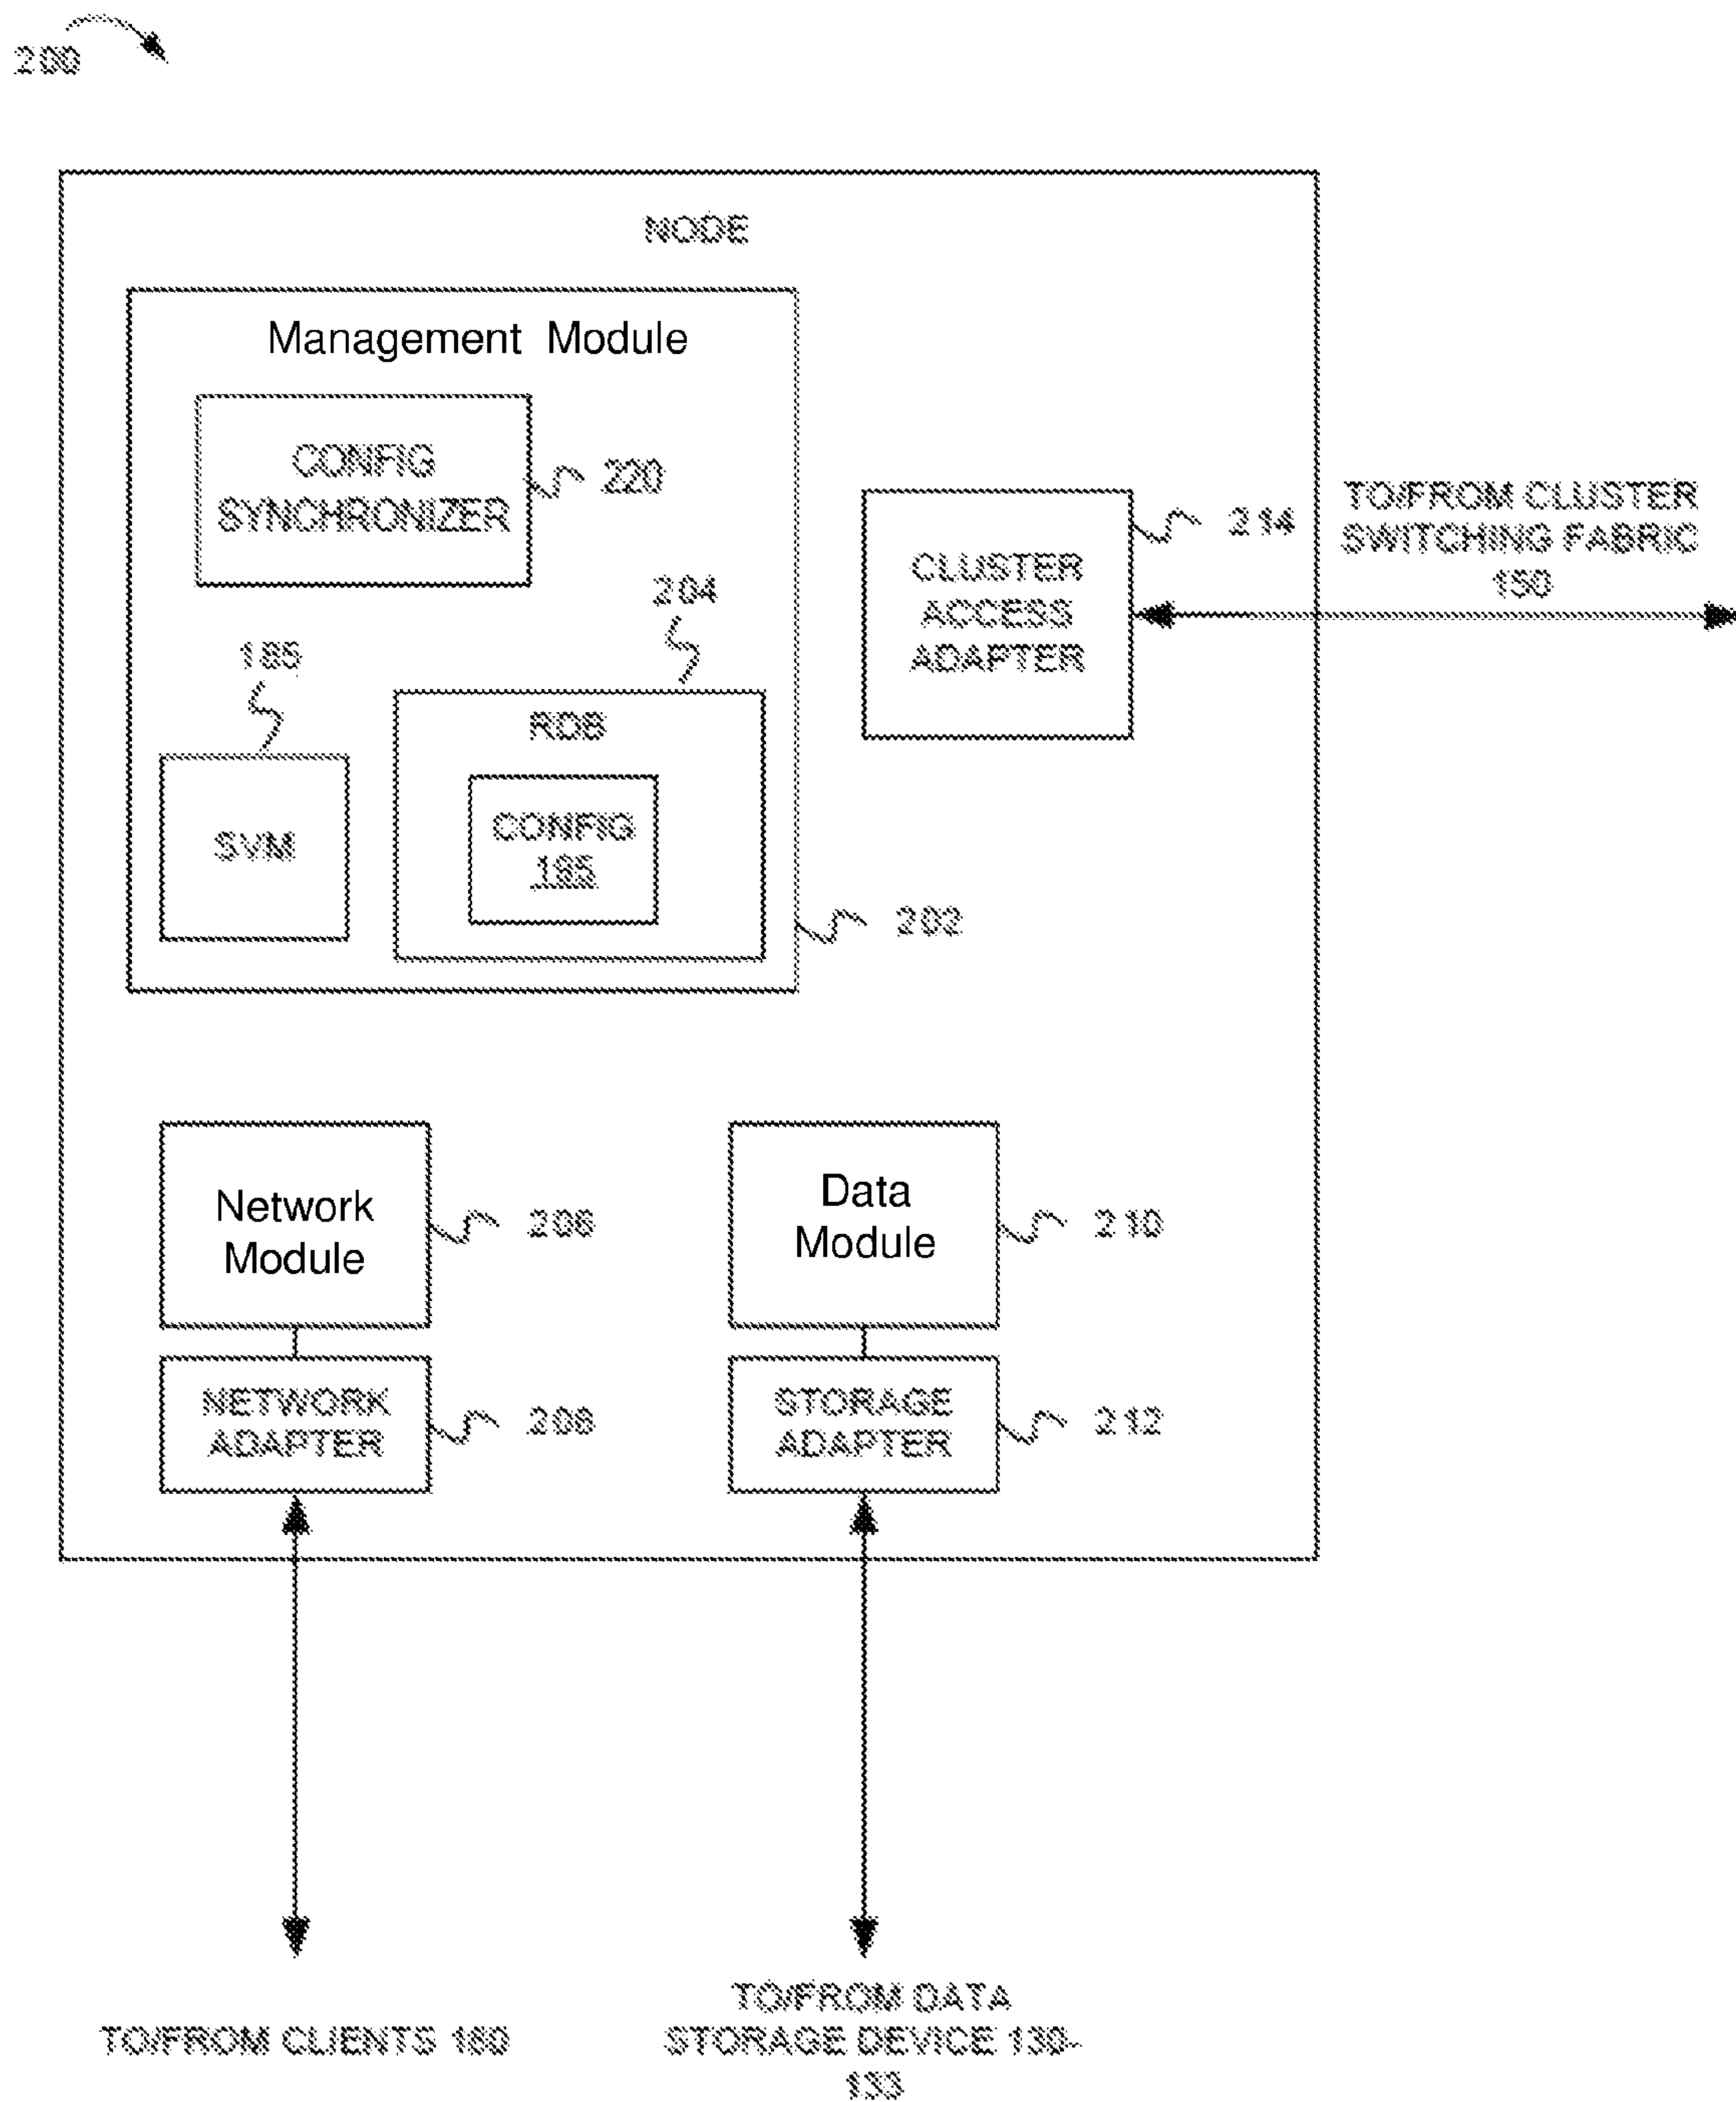 200
NODE
Management Module
CONFIG
SYNCHRONIZER
220
214
TO/FROM CLUSTER
SWITCHING FABRIC
150
CLUSTER
ACCESS
ADAPTER
204
185
RDB
CONFIG
SVM
202
Network
Module
206
Data
Module
210
NETWORK
ADAPTER
208
STORAGE
ADAPTER
212
TO/FROM CLIENTS
TO/FROM DATA
STORAGE DEVICE 130-
133